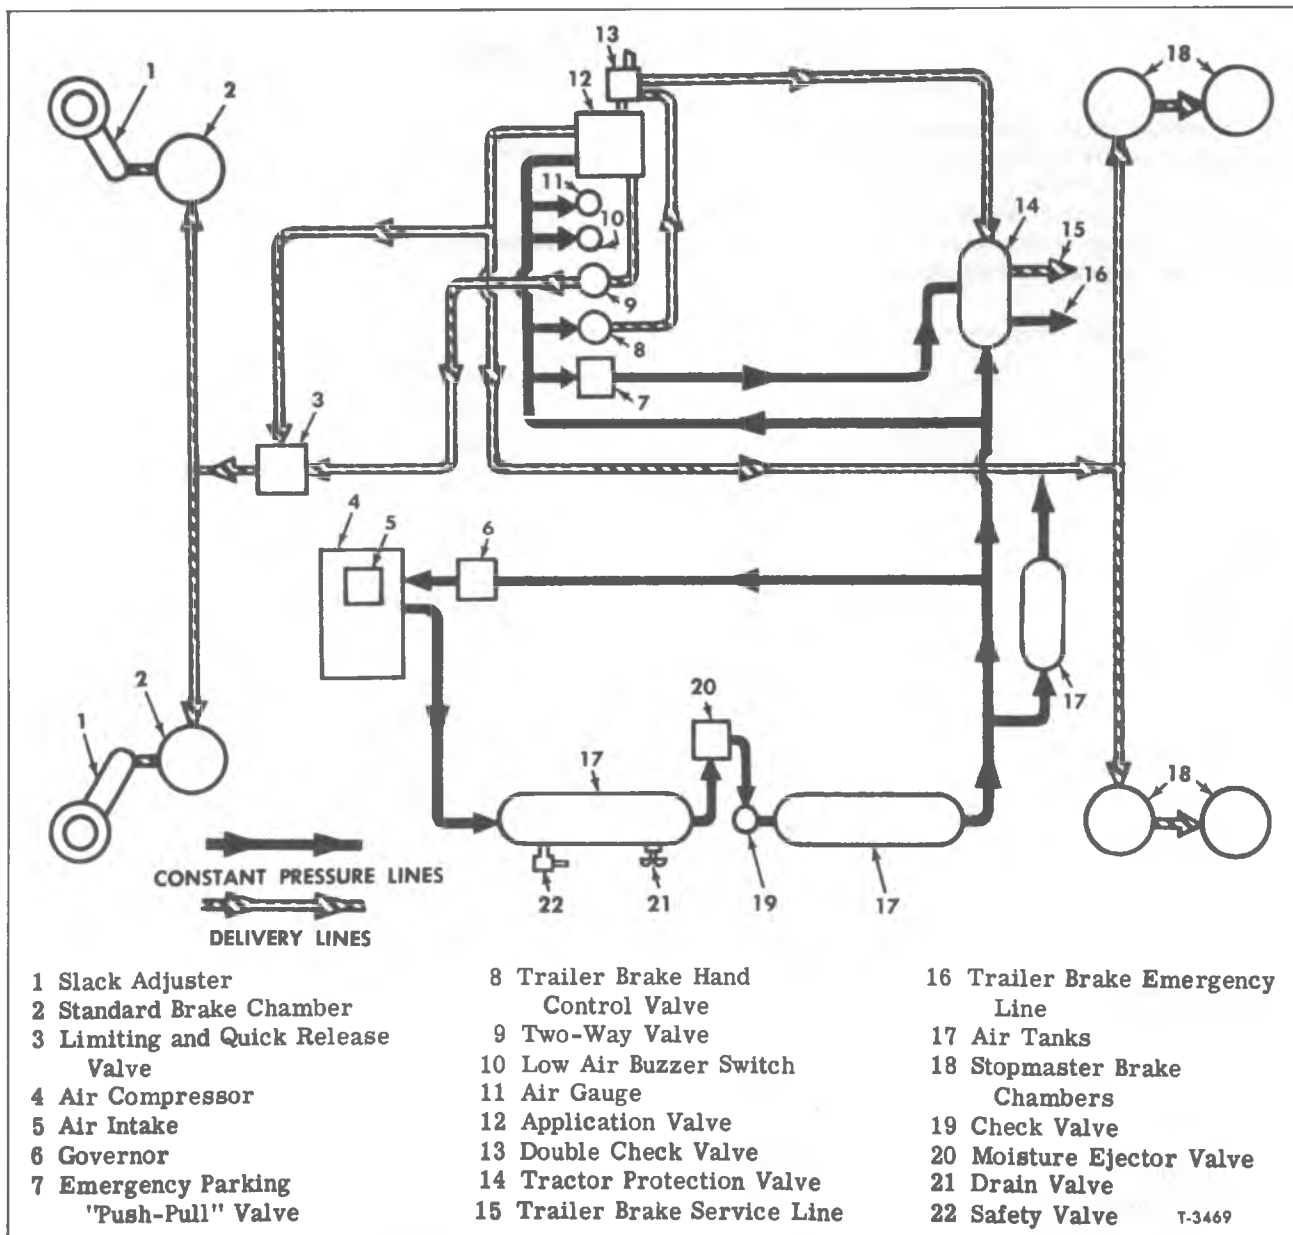 13
18
1
2
12
11
10
14
15
16
9
8
7
3
4
5
6
17
2
20
1
17
18
CONSTANT PRESSURE LINES
22
21
19
17
DELIVERY LINES
1 Slack Adjuster
2 Standard Brake Chamber
3 Limiting and Quick Release
Valve
4 Air Compressor
5 Air Intake
6 Governor
7 Emergency Parking
"Push-Pull" Valve
8 Trailer Brake Hand
Control Valve
9 Two-Way Valve
10 Low Air Buzzer Switch
11 Air Gauge
12 Application Valve
13 Double Check Valve
14 Tractor Protection Valve
15 Trailer Brake Service Line
16 Trailer Brake Emergency
Line
17 Air Tanks
18 Stopmaster Brake
Chambers
19 Check Valve
20 Moisture Ejector Valve
21 Drain Valve
22 Safety Valve
T-3469